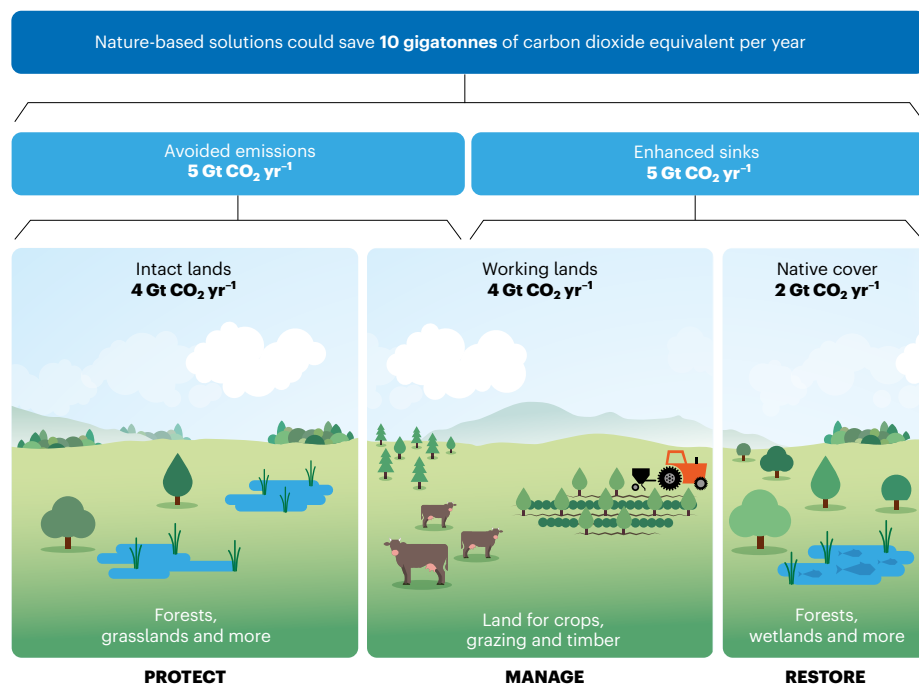 Nature-based solutions could save 10 gigatonnes of carbon dioxide equivalent per year
Avoided emissions
5 Gt CO₂ yr⁻¹
Enhanced sinks
5 Gt CO₂ yr⁻¹
Intact lands
4 Gt CO₂ yr⁻¹
Working lands
4 Gt CO₂ yr⁻¹
Native cover
2 Gt CO₂ yr⁻¹
Forests,
grasslands and more
Land for crops,
grazing and timber
Forests,
wetlands and more
PROTECT
MANAGE
RESTORE